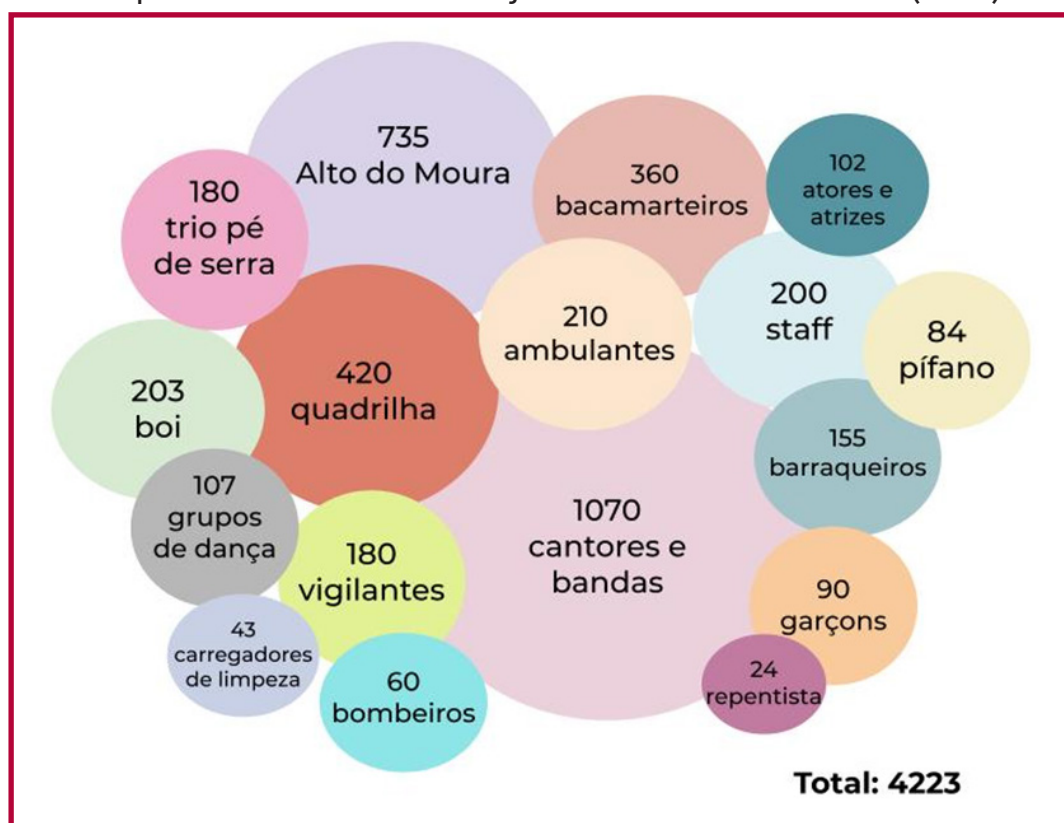 735
Alto do Moura
360
bacamarteiros
102
atores e
atrizes
180
trio pé
de serra
210
ambulantes
200
staff
84
pífano
203
boi
420
quadrilha
155
barraqueiros
107
grupos
de dança
180
vigilantes
1070
cantores e
bandas
90
garçons
43
carregadores
de limpeza
60
bombeiros
24
repentista
Total: 4223